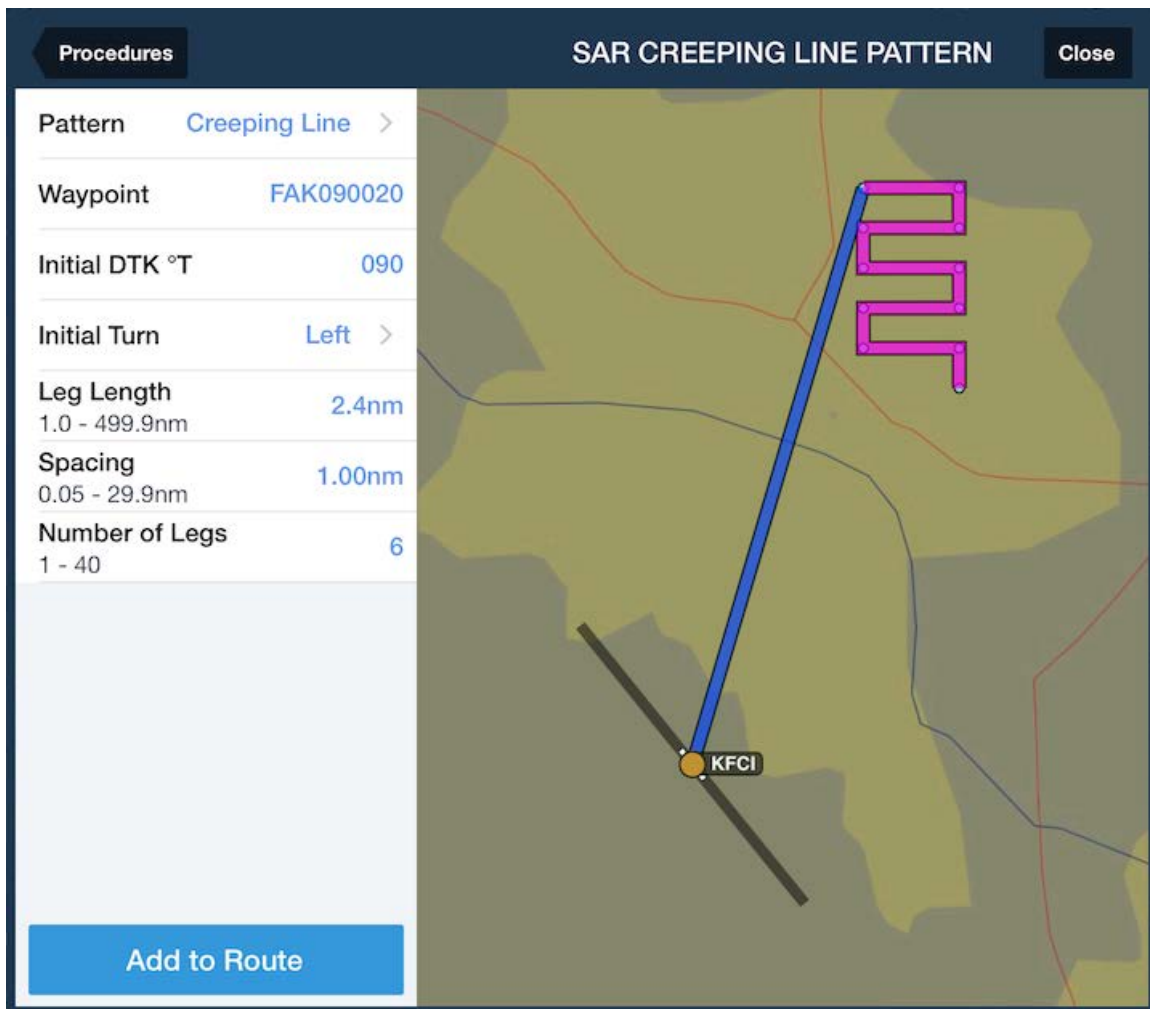 Procedures
SAR CREEPING LINE PATTERN
Close
Pattern Creeping Line >
Waypoint FAK090020
Initial DTK °T 090
Initial Turn Left >
Leg Length 2.4nm
1.0 - 499.9nm
Spacing 1.00nm
0.05 - 29.9nm
Number of Legs 6
1 - 40
KFCI
Add to Route